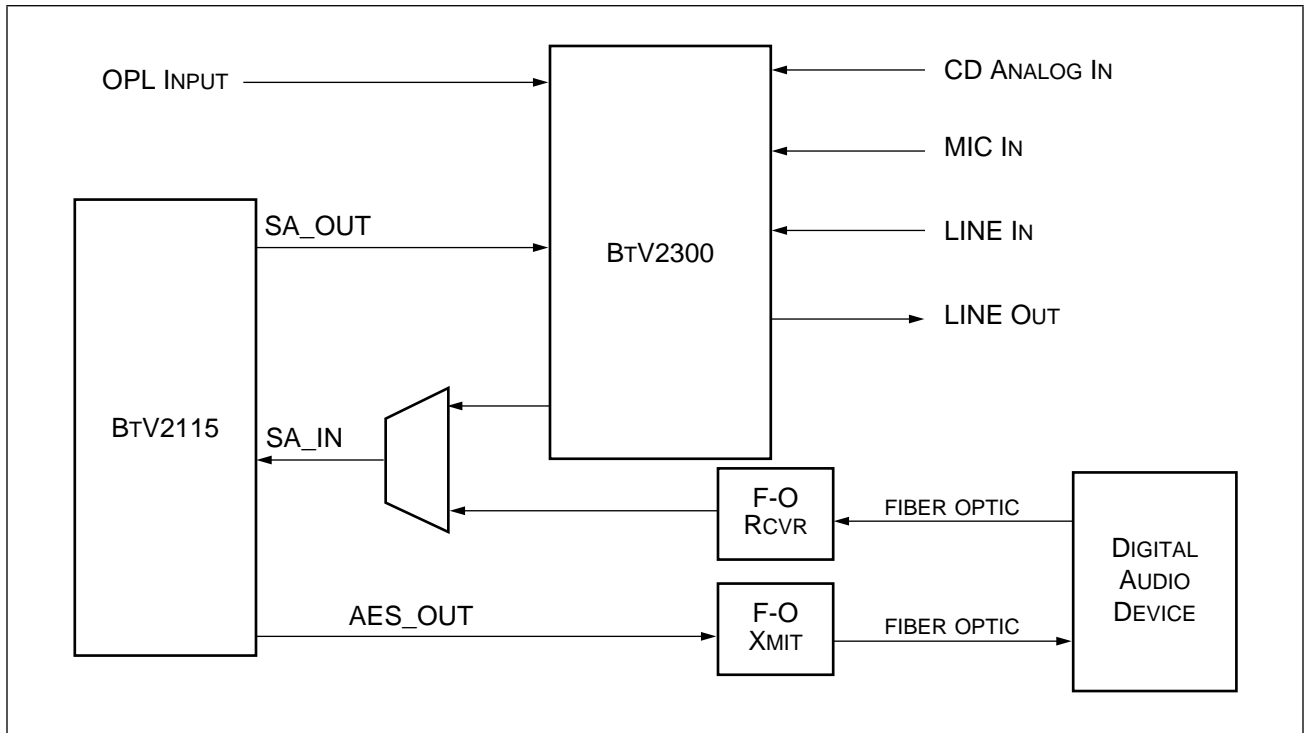 OPL INPUT
CD ANALOG IN
MIC IN
SA_OUT
LINE IN
BTV2300
LINE OUT
BTV2115
SA_IN
F-O
RCVR
FIBER OPTIC
DIGITAL
AUDIO
DEVICE
AES_OUT
F-O
XMIT
FIBER OPTIC